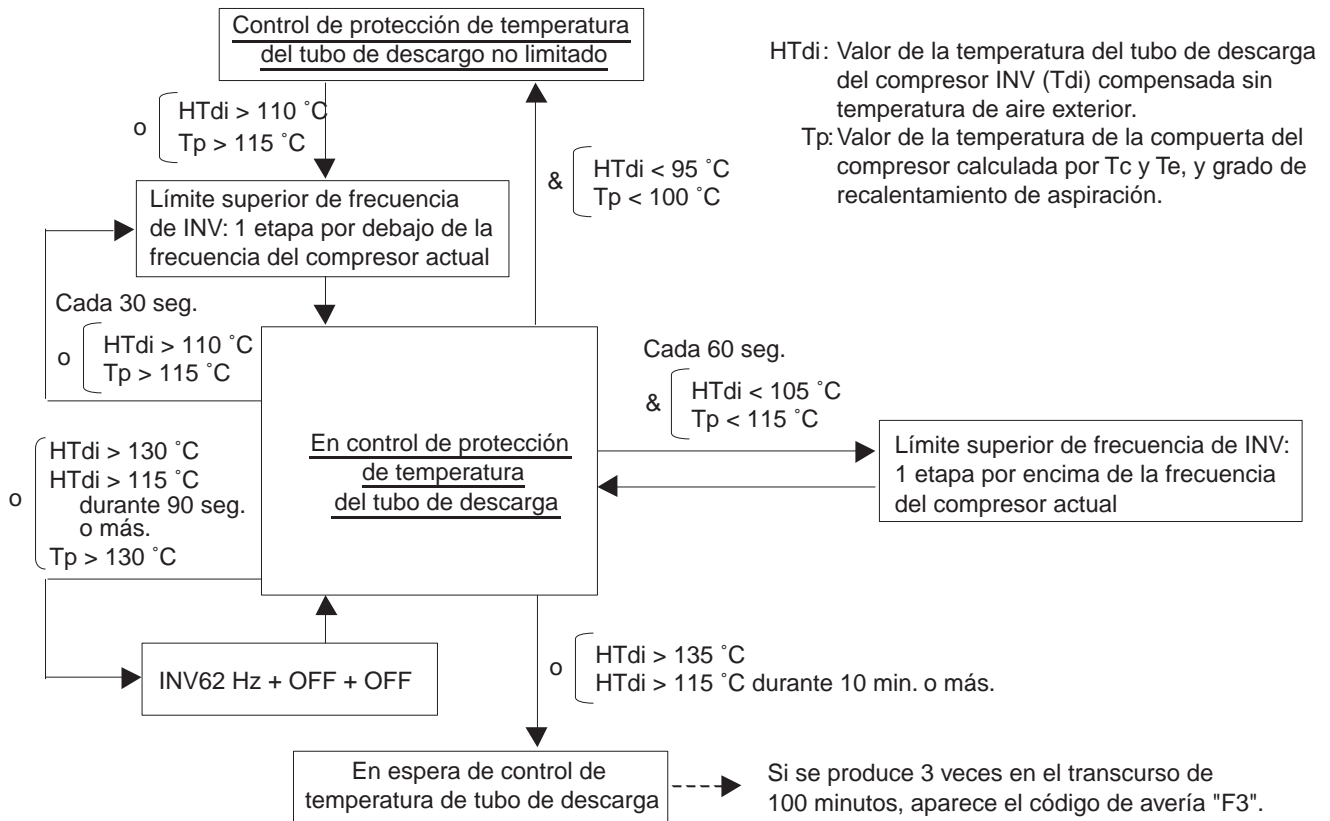 Control de protección de temperatura
del tubo de descargo no limitado
HTdi: Valor de la temperatura del tubo de descarga
del compresor INV (Tdi) compensada sin
temperatura de aire exterior.
Tp: Valor de la temperatura de la compuerta del
compresor calculada por Tc y Te, y grado de
recalentamiento de aspiración.
o
HTdi > 110 ˚C
Tp > 115 ˚C
&
HTdi < 95 ˚C
Tp < 100 ˚C
Límite superior de frecuencia
de INV: 1 etapa por debajo de la
frecuencia del compresor actual
Cada 30 seg.
o
HTdi > 110 ˚C
Tp > 115 ˚C
Cada 60 seg.
&
HTdi < 105 ˚C
Tp < 115 ˚C
En control de protección
de temperatura
del tubo de descarga
Límite superior de frecuencia de INV:
1 etapa por encima de la frecuencia
del compresor actual
o
HTdi > 130 ˚C
HTdi > 115 ˚C
durante 90 seg.
o más.
Tp > 130 ˚C
INV62 Hz + OFF + OFF
o
HTdi > 135 ˚C
HTdi > 115 ˚C durante 10 min. o más.
En espera de control de
temperatura de tubo de descarga
Si se produce 3 veces en el transcurso de
100 minutos, aparece el código de avería "F3".